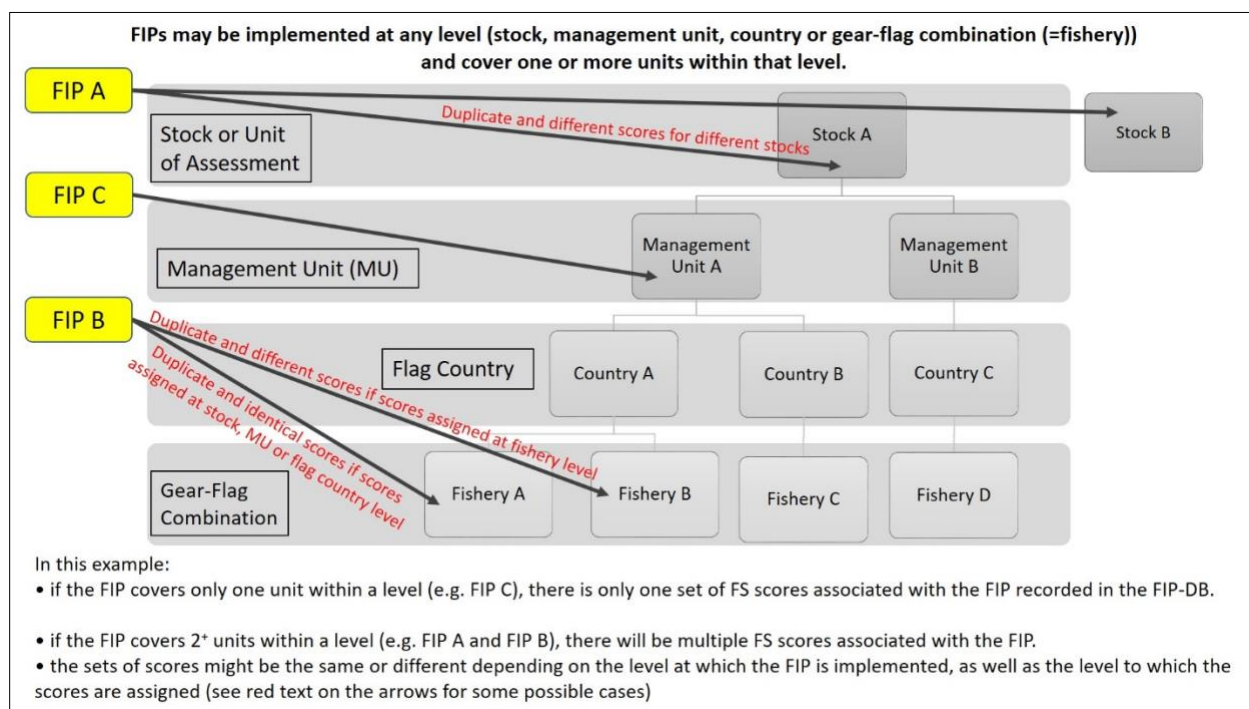 FIPs may be implemented at any level (stock, management unit, country or gear-flag combination (=fishery))
and cover one or more units within that level.
FIP A
Duplicate and different scores for different stocks
Stock or Unit
of Assessment
Stock A
Stock B
FIP C
Management Unit (MU)
Management
Unit A
Management
Unit B
FIP B
Duplicate and different scores if scores assigned at fishery level
Duplicate and identical scores if scores
assigned at stock, MU or flag country level
Flag Country
Country A
Country B
Country C
Gear-Flag
Combination
Fishery A
Fishery B
Fishery C
Fishery D
In this example:
• if the FIP covers only one unit within a level (e.g. FIP C), there is only one set of FS scores associated with the FIP recorded in the FIP-DB.
• if the FIP covers 2⁺ units within a level (e.g. FIP A and FIP B), there will be multiple FS scores associated with the FIP.
• the sets of scores might be the same or different depending on the level at which the FIP is implemented, as well as the level to which the
scores are assigned (see red text on the arrows for some possible cases)